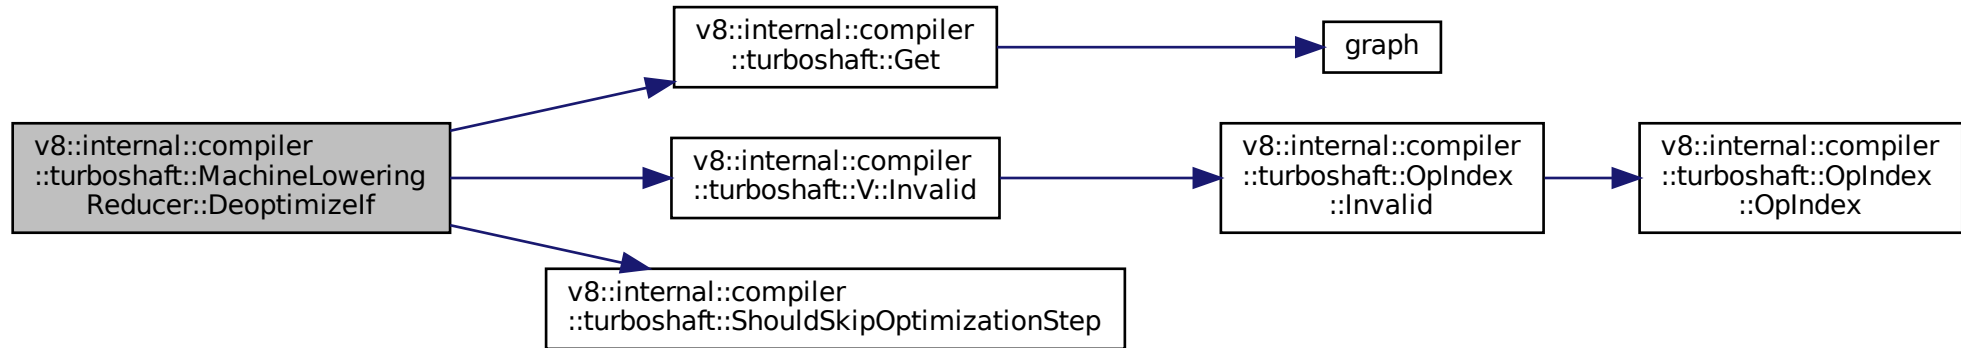 v8::internal::compiler
::turboshaft::MachineLowering
Reducer::DeoptimizeIf
v8::internal::compiler
::turboshaft::Get
graph
v8::internal::compiler
::turboshaft::V::Invalid
v8::internal::compiler
::turboshaft::OpIndex
::Invalid
v8::internal::compiler
::turboshaft::OpIndex
::OpIndex
v8::internal::compiler
::turboshaft::ShouldSkipOptimizationStep